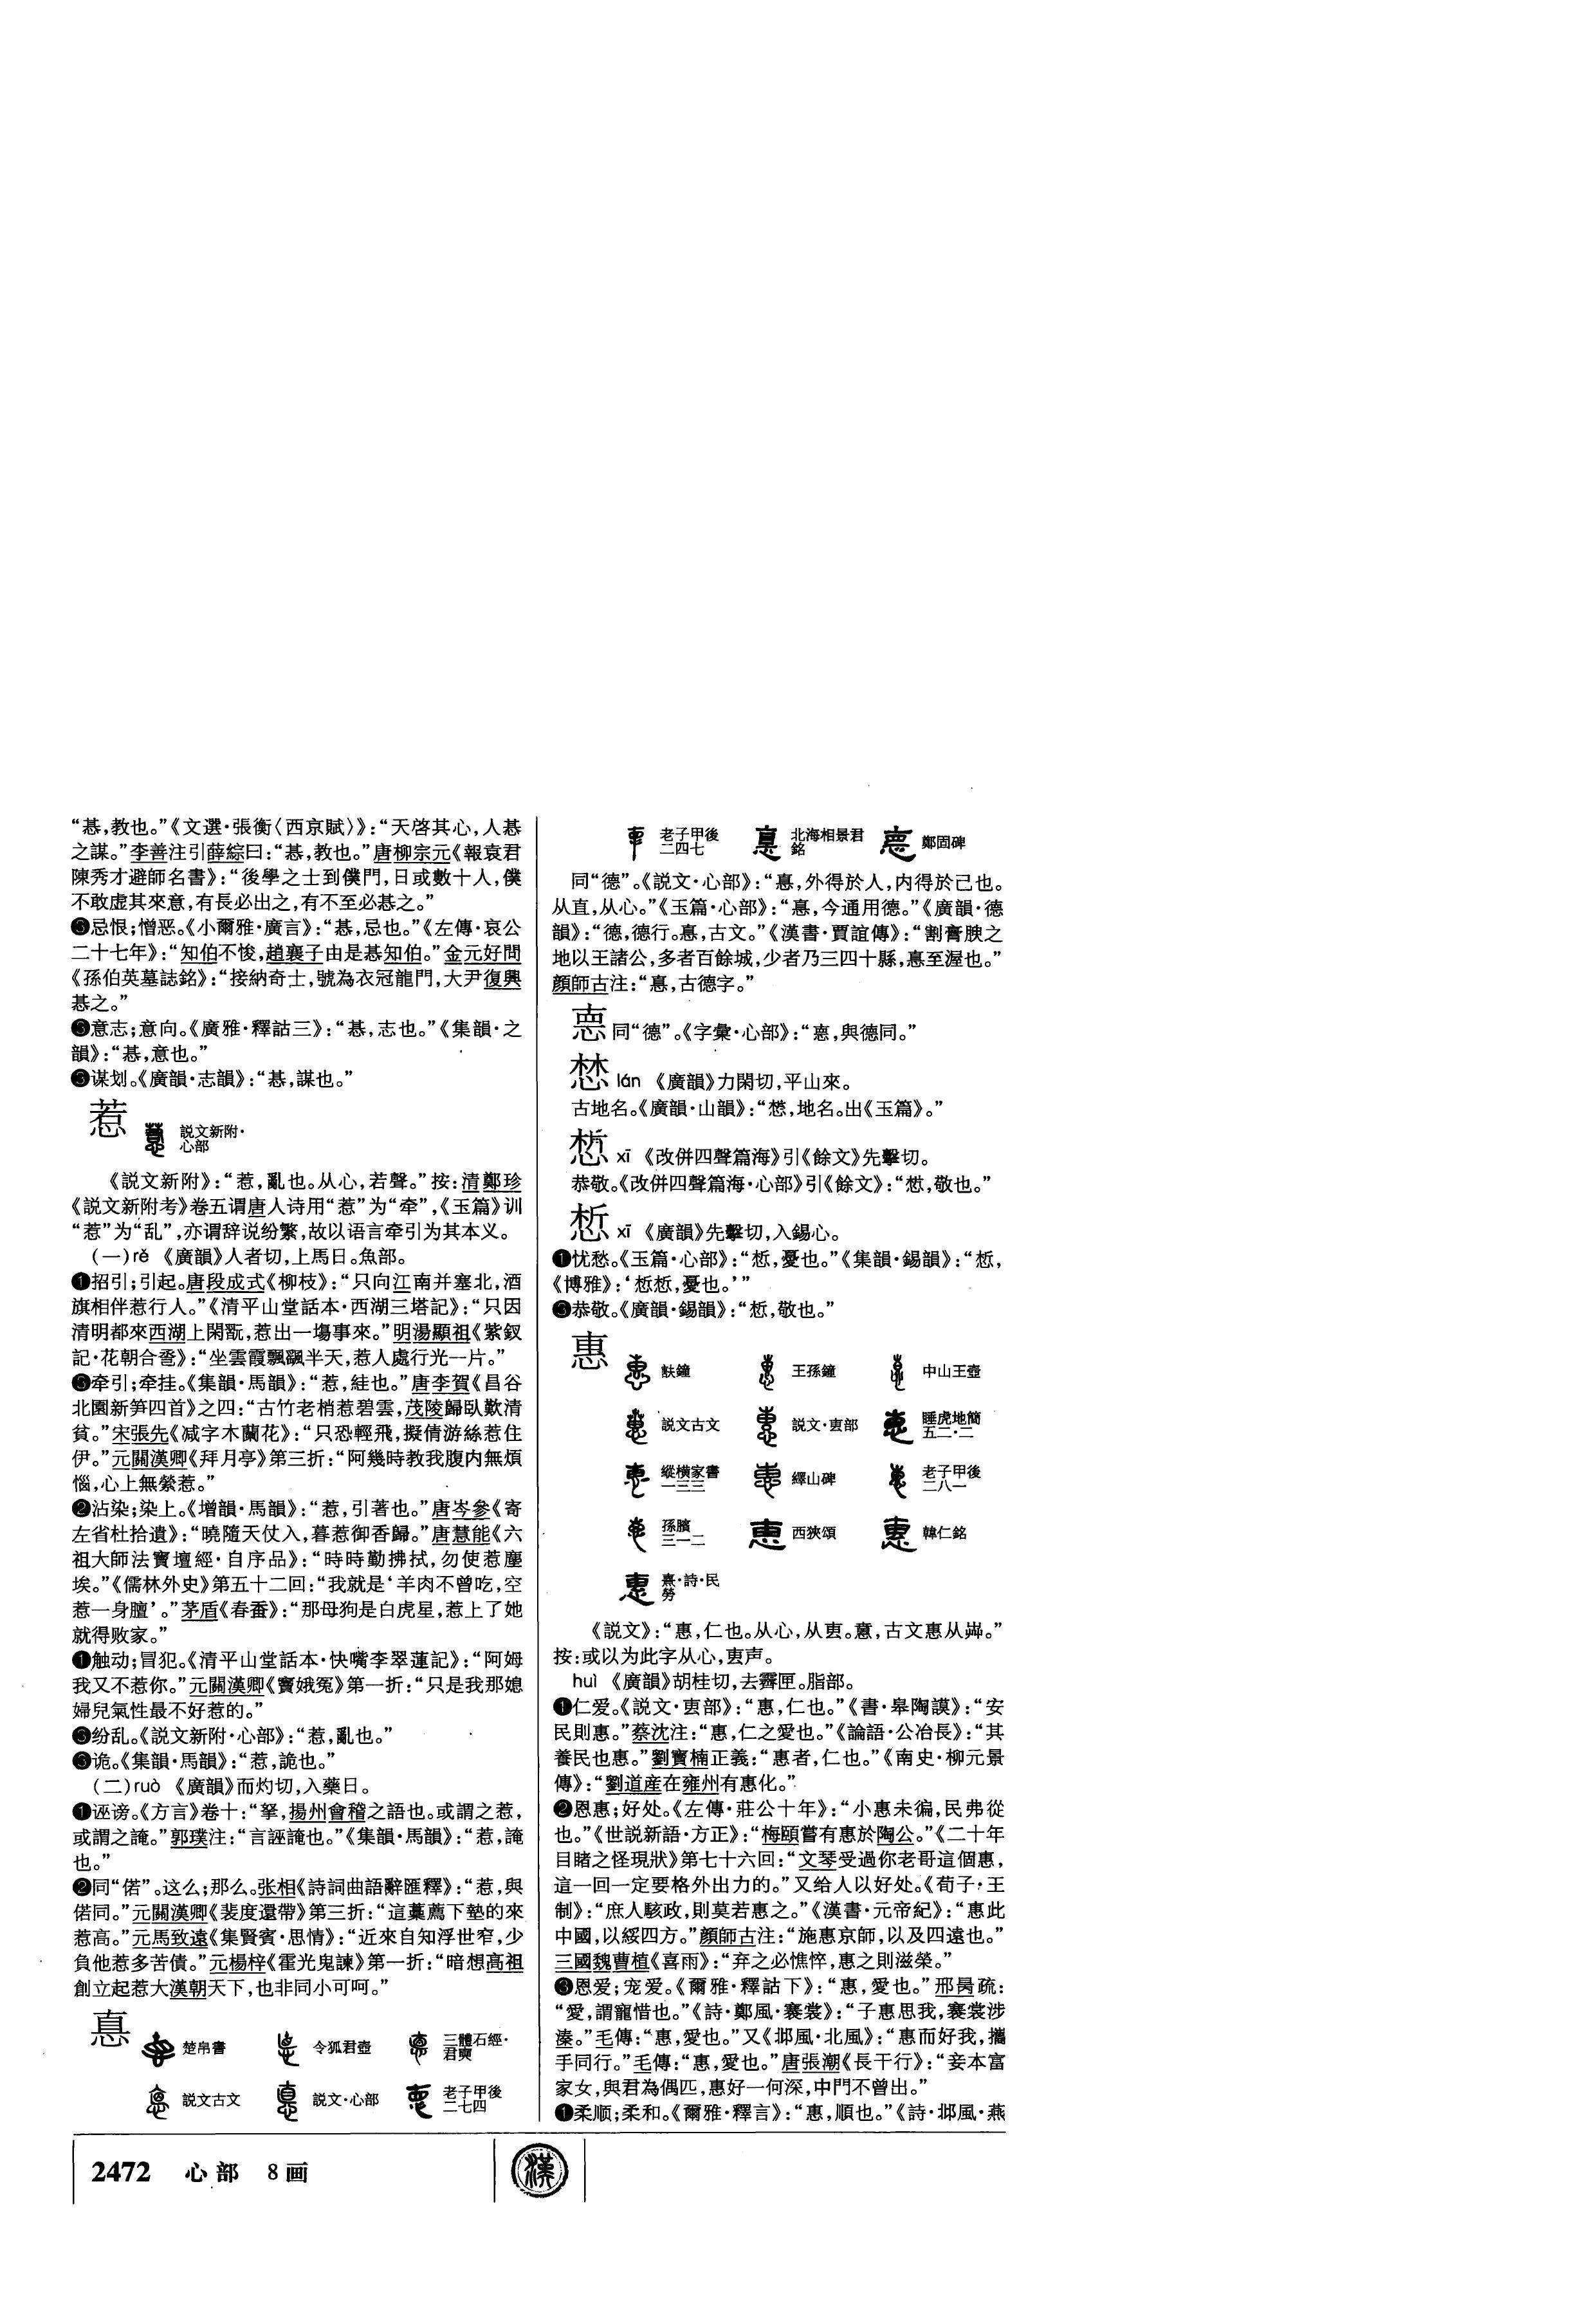 “惎，教也。”《文選·張衡〈西京賦〉》：“天啓其心，人惎
之謀。”李善注引薛綜曰：“惎，教也。”唐柳宗元《報袁君
陳秀才避師名書》：“後學之士到僕門，日或數十人，僕
不敢虚其來意，有長必出之，有不至必惎之。”
❸忌恨；憎恶。《小爾雅·廣言》：“惎，忌也。”《左傳·哀公
二十七年》：“知伯不悛，趙襄子由是惎知伯。”金元好問
《孫伯英墓誌銘》：“接納奇士，號為衣冠龍門，大尹復興
惎之。”
❸意志；意向。《廣雅·釋詁三》：“惎，志也。”《集韻·之
韻》：“惎，意也。”
❸谋划。《廣韻·志韻》：“惎，謀也。”
惹 説文新附·
心部
《説文新附》：“惹，亂也。从心，若聲。”按：清鄭珍
《説文新附考》卷五谓唐人诗用“惹”为“牵”，《玉篇》训
“惹”为“乱”，亦谓辞说纷繁，故以语言牵引为其本义。
（一）rě 《廣韻》人者切，上馬日。魚部。
❶招引；引起。唐段成式《柳枝》：“只向江南并塞北，酒
旗相伴惹行人。”《清平山堂話本·西湖三塔記》：“只因
清明都來西湖上閑翫，惹出一塲事來。”明湯顯祖《紫釵
記·花朝合巹》：“坐雲霞飄颻半天，惹人處行光一片。”
❸牵引；牵挂。《集韻·馬韻》：“惹，絓也。”唐李賀《昌谷
北園新笋四首》之四：“古竹老梢惹碧雲，茂陵歸臥歎清
貧。”宋張先《减字木蘭花》：“只恐輕飛，擬倩游絲惹住
伊。”元關漢卿《拜月亭》第三折：“阿幾時教我腹内無煩
惱，心上無縈惹。”
❷沾染；染上。《增韻·馬韻》：“惹，引著也。”唐岑參《寄
左省杜拾遺》：“曉隨天仗入，暮惹御香歸。”唐慧能《六
祖大師法寶壇經·自序品》：“時時勤拂拭，勿使惹塵
埃。”《儒林外史》第五十二回：“我就是‘羊肉不曾吃，空
惹一身膻’。”茅盾《春蚕》：“那母狗是白虎星，惹上了她
就得败家。”
❶触动；冒犯。《清平山堂話本·快嘴李翠蓮記》：“阿姆
我又不惹你。”元關漢卿《竇娥冤》第一折：“只是我那媳
婦兒氣性最不好惹的。”
❸纷乱。《説文新附·心部》：“惹，亂也。”
❸诡。《集韻·馬韻》：“惹，詭也。”
（二）ruò 《廣韻》而灼切，入藥日。
❶诬谤。《方言》卷十：“拏，揚州會稽之語也。或謂之惹，
或謂之䛳。”郭璞注：“言誣䛳也。”《集韻·馬韻》：“惹，䛳
也。”
❷同“偌”。这么；那么。张相《詩詞曲語辭匯釋》：“惹，與
偌同。”元關漢卿《裴度還帶》第三折：“這藁薦下墊的來
惹高。”元馬致遠《集賢賓·思情》：“近來自知浮世窄，少
負他惹多苦債。”元楊梓《霍光鬼諫》第一折：“暗想高祖
創立起惹大漢朝天下，也非同小可呵。”
悳 楚帛書 令狐君壺 三體石經·
君奭
説文古文 説文·心部 老子甲後
二七四
老子甲後
二四七 北海相景君
銘 鄭固碑
同“德”。《説文·心部》：“悳，外得於人，内得於己也。
从直，从心。”《玉篇·心部》：“悳，今通用德。”《廣韻·德
韻》：“德，德行。悳，古文。”《漢書·賈誼傳》：“割膏腴之
地以王諸公，多者百餘城，少者乃三四十縣，悳至渥也。”
顔師古注：“悳，古德字。”
惪 同“德”。《字彙·心部》：“惪，與德同。”
惏 lán 《廣韻》力閑切，平山來。
古地名。《廣韻·山韻》：“惏，地名。出《玉篇》。”
xī 《改併四聲篇海》引《餘文》先擊切。
恭敬。《改併四聲篇海·心部》引《餘文》：“，敬也。”
惁 xī 《廣韻》先擊切，入錫心。
❶忧愁。《玉篇·心部》：“惁，憂也。”《集韻·錫韻》：“惁，
《博雅》：‘惁惁，憂也。’”
❸恭敬。《廣韻·錫韻》：“惁，敬也。”
惠 㝬鐘 王孫鐘 中山王壺
説文古文 説文·叀部 睡虎地簡
五二·二
縱横家書
一三三 繹山碑 老子甲後
二八一
孫臏
三一二 西狹頌 韓仁銘
熹·詩·民
勞
《説文》：“惠，仁也。从心，从叀。，古文惠从芔。”
按：或以为此字从心，叀声。
huì 《廣韻》胡桂切，去霽匣。脂部。
❶仁爱。《説文·叀部》：“惠，仁也。”《書·皋陶謨》：“安
民則惠。”蔡沈注：“惠，仁之愛也。”《論語·公冶長》：“其
養民也惠。”劉寶楠正義：“惠者，仁也。”《南史·柳元景
傳》：“劉道産在雍州有惠化。”
❷恩惠；好处。《左傳·莊公十年》：“小惠未徧，民弗從
也。”《世説新語·方正》：“梅頤嘗有惠於陶公。”《二十年
目睹之怪現狀》第七十六回：“文琴受過你老哥這個惠，
這一回一定要格外出力的。”又给人以好处。《荀子·王
制》：“庶人駭政，則莫若惠之。”《漢書·元帝紀》：“惠此
中國，以綏四方。”顔師古注：“施惠京師，以及四遠也。”
三國魏曹植《喜雨》：“弃之必憔悴，惠之則滋榮。”
❸恩爱；宠爱。《爾雅·釋詁下》：“惠，愛也。”邢昺疏：
“愛，謂寵惜也。”《詩·鄭風·褰裳》：“子惠思我，褰裳涉
溱。”毛傳：“惠，愛也。”又《邶風·北風》：“惠而好我，攜
手同行。”毛傳：“惠，愛也。”唐張潮《長干行》：“妾本富
家女，與君為偶匹，惠好一何深，中門不曾出。”
❶柔顺；柔和。《爾雅·釋言》：“惠，順也。”《詩·邶風·燕
2472 心部 8画
漢